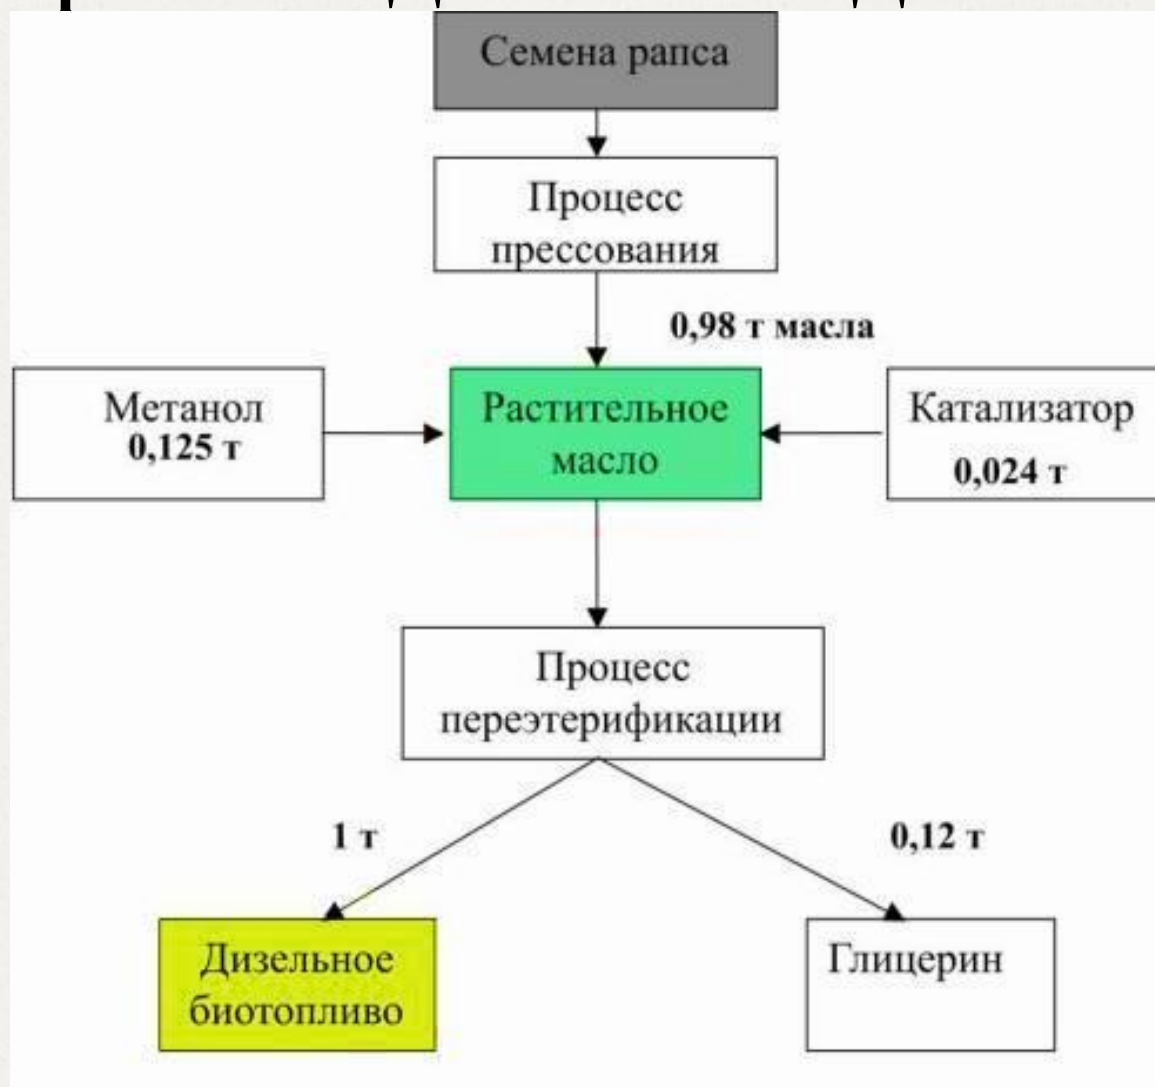 Семена рапса
Процесс
прессования
0,98 т масла
Метанол
0,125 т
Растительное
масло
Катализатор
0,024 т
Процесс
переэтерификации
1 т
0,12 т
Дизельное
биотопливо
Глицерин